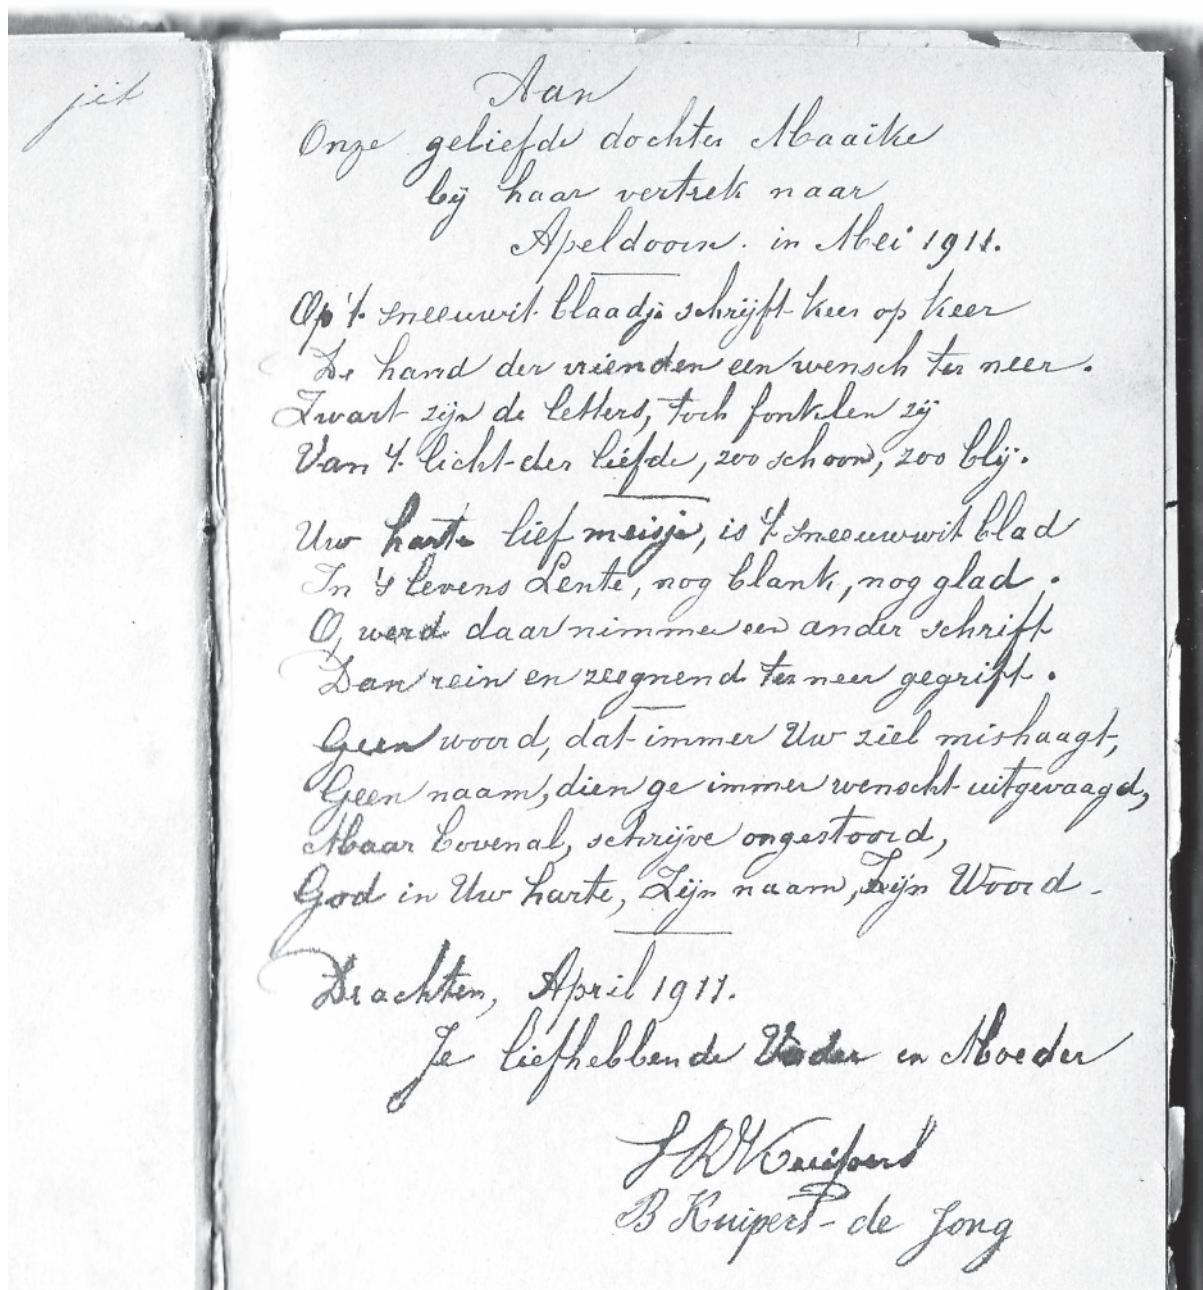 jet
Aan
Onze geliefde dochter Maaike
bij haar vertrek naar
Apeldoorn. in Mei 1911.
Op 't sneeuwit blaadje schrijft keer op keer
De hand der vrienden een wensch ter neer.
Zwart zijn de letters, toch fonklen zij
Van 't licht der liefde, zoo schoon, zoo blij.
Uw harte lief meisje, is 't sneeuwwit blad
In 's levens Lente, nog blank, nog glad.
O, werd daar nimmer een ander schrift
Dan rein en zeegnend ter neer gegrift.
Geen woord, dat immer Uw ziel mishaagt,
Geen naam, dien ge immer wenscht uitgevaagd,
Maar bovenal, schrijve ongestoord,
God in Uw harte, Zijn naam, Zijn Woord.
Drachten, April 1911.
Je liefhebbende Vader en Moeder
Kuipers
B Kuipers - de Jong